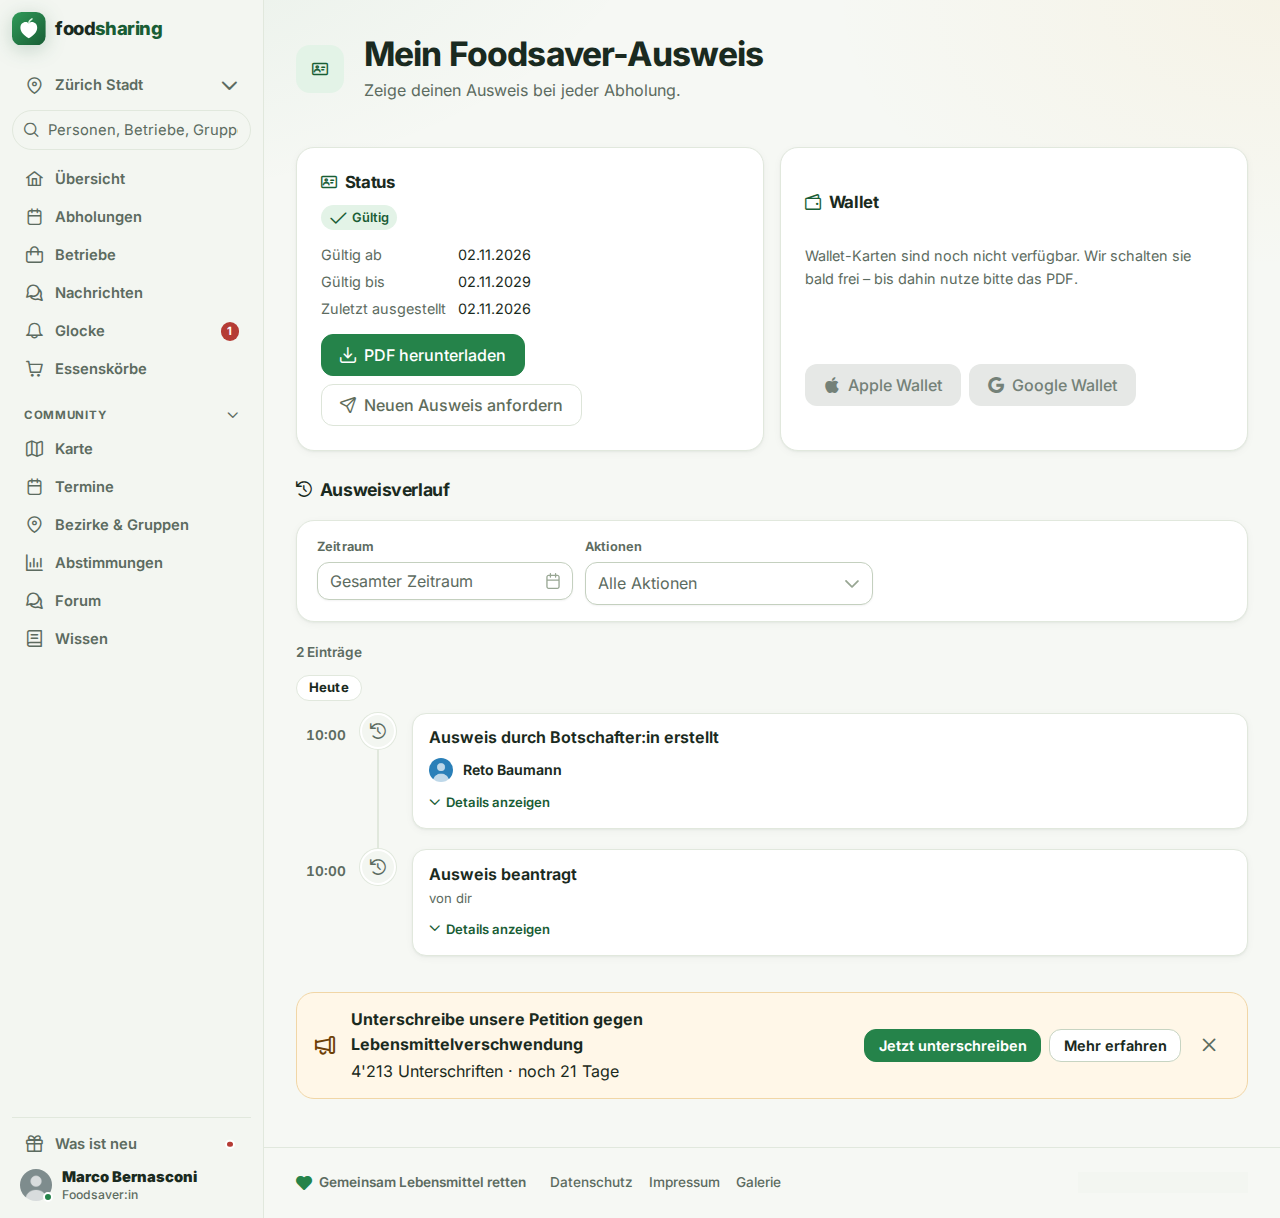 foodsharing
Zürich Stadt
Personen, Betriebe, Grupp
Übersicht
Abholungen
Betriebe
Nachrichten
Glocke 1
Essenskörbe
COMMUNITY
Karte
Termine
Bezirke & Gruppen
Abstimmungen
Forum
Wissen
Was ist neu
Marco Bernasconi
Foodsaver:in
Mein Foodsaver-Ausweis
Zeige deinen Ausweis bei jeder Abholung.
Status
Gültig
Gültig ab 02.11.2026
Gültig bis 02.11.2029
Zuletzt ausgestellt 02.11.2026
PDF herunterladen
Neuen Ausweis anfordern
Wallet
Wallet-Karten sind noch nicht verfügbar. Wir schalten sie
bald frei – bis dahin nutze bitte das PDF.
Apple Wallet Google Wallet
Ausweisverlauf
Zeitraum Aktionen
Gesamter Zeitraum Alle Aktionen
2 Einträge
Heute
10:00 Ausweis durch Botschafter:in erstellt
Reto Baumann
Details anzeigen
10:00 Ausweis beantragt
von dir
Details anzeigen
Unterschreibe unsere Petition gegen
Lebensmittelverschwendung
4'213 Unterschriften · noch 21 Tage
Jetzt unterschreiben Mehr erfahren
Gemeinsam Lebensmittel retten Datenschutz Impressum Galerie